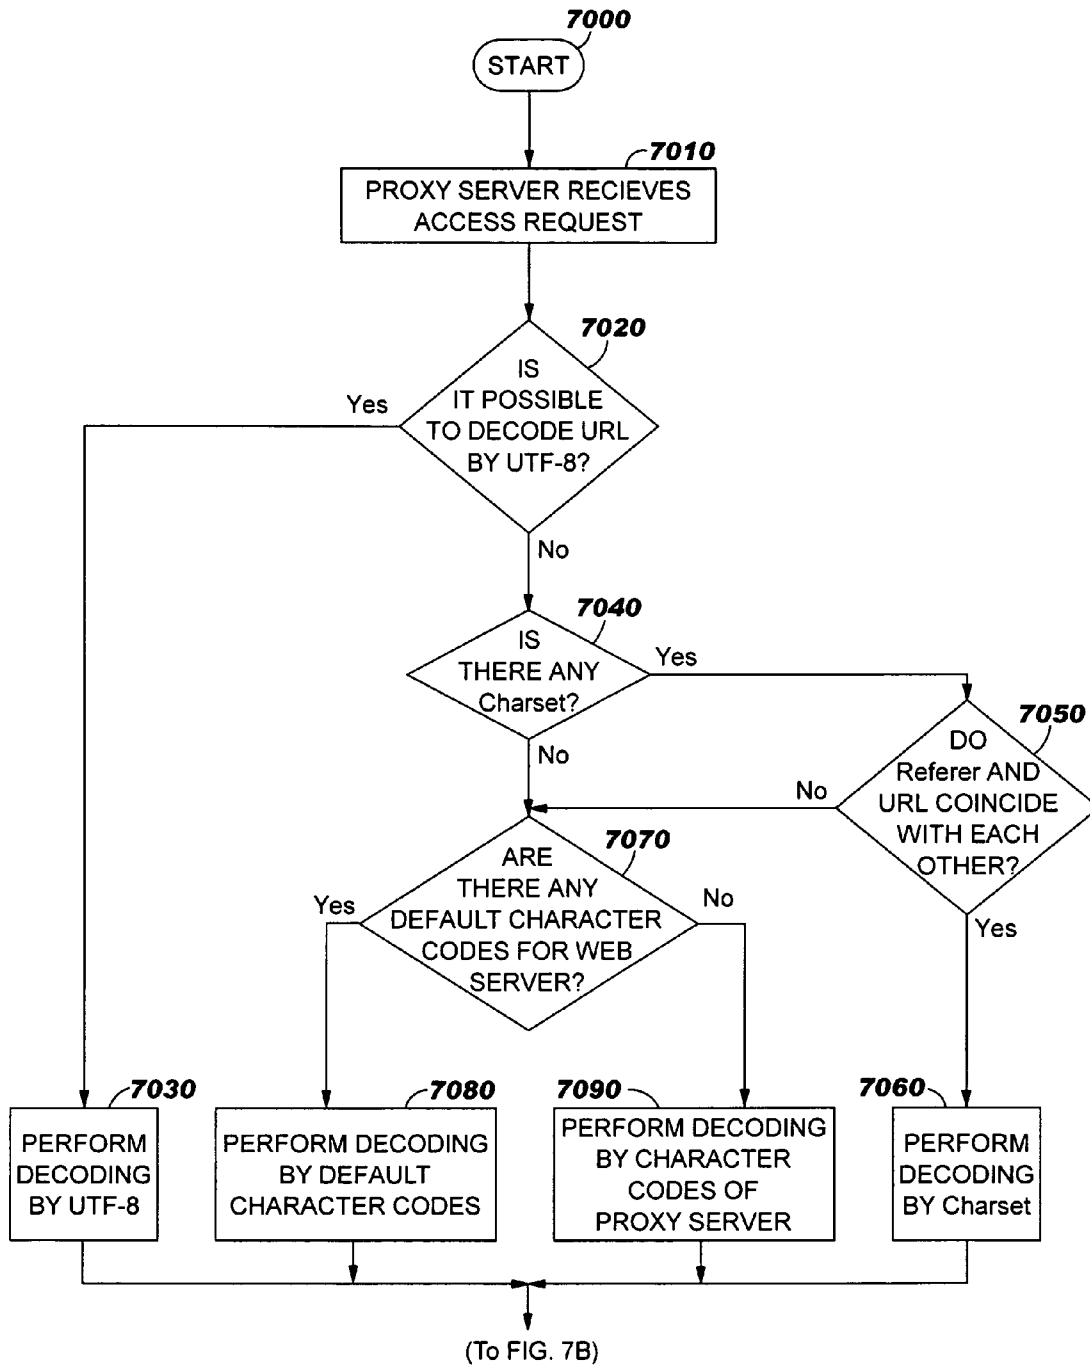 7000
START
7010
PROXY SERVER RECIEVES
ACCESS REQUEST
7020
IS
IT POSSIBLE
TO DECODE URL
BY UTF-8?
Yes
No
7040
IS
THERE ANY
Charset?
Yes
No
7050
DO
Referer AND
URL COINCIDE
WITH EACH
OTHER?
No
Yes
7070
ARE
THERE ANY
DEFAULT CHARACTER
CODES FOR WEB
SERVER?
Yes
No
7030
PERFORM
DECODING
BY UTF-8
7080
PERFORM DECODING
BY DEFAULT
CHARACTER CODES
7090
PERFORM DECODING
BY CHARACTER
CODES OF
PROXY SERVER
7060
PERFORM
DECODING
BY Charset
(To FIG. 7B)